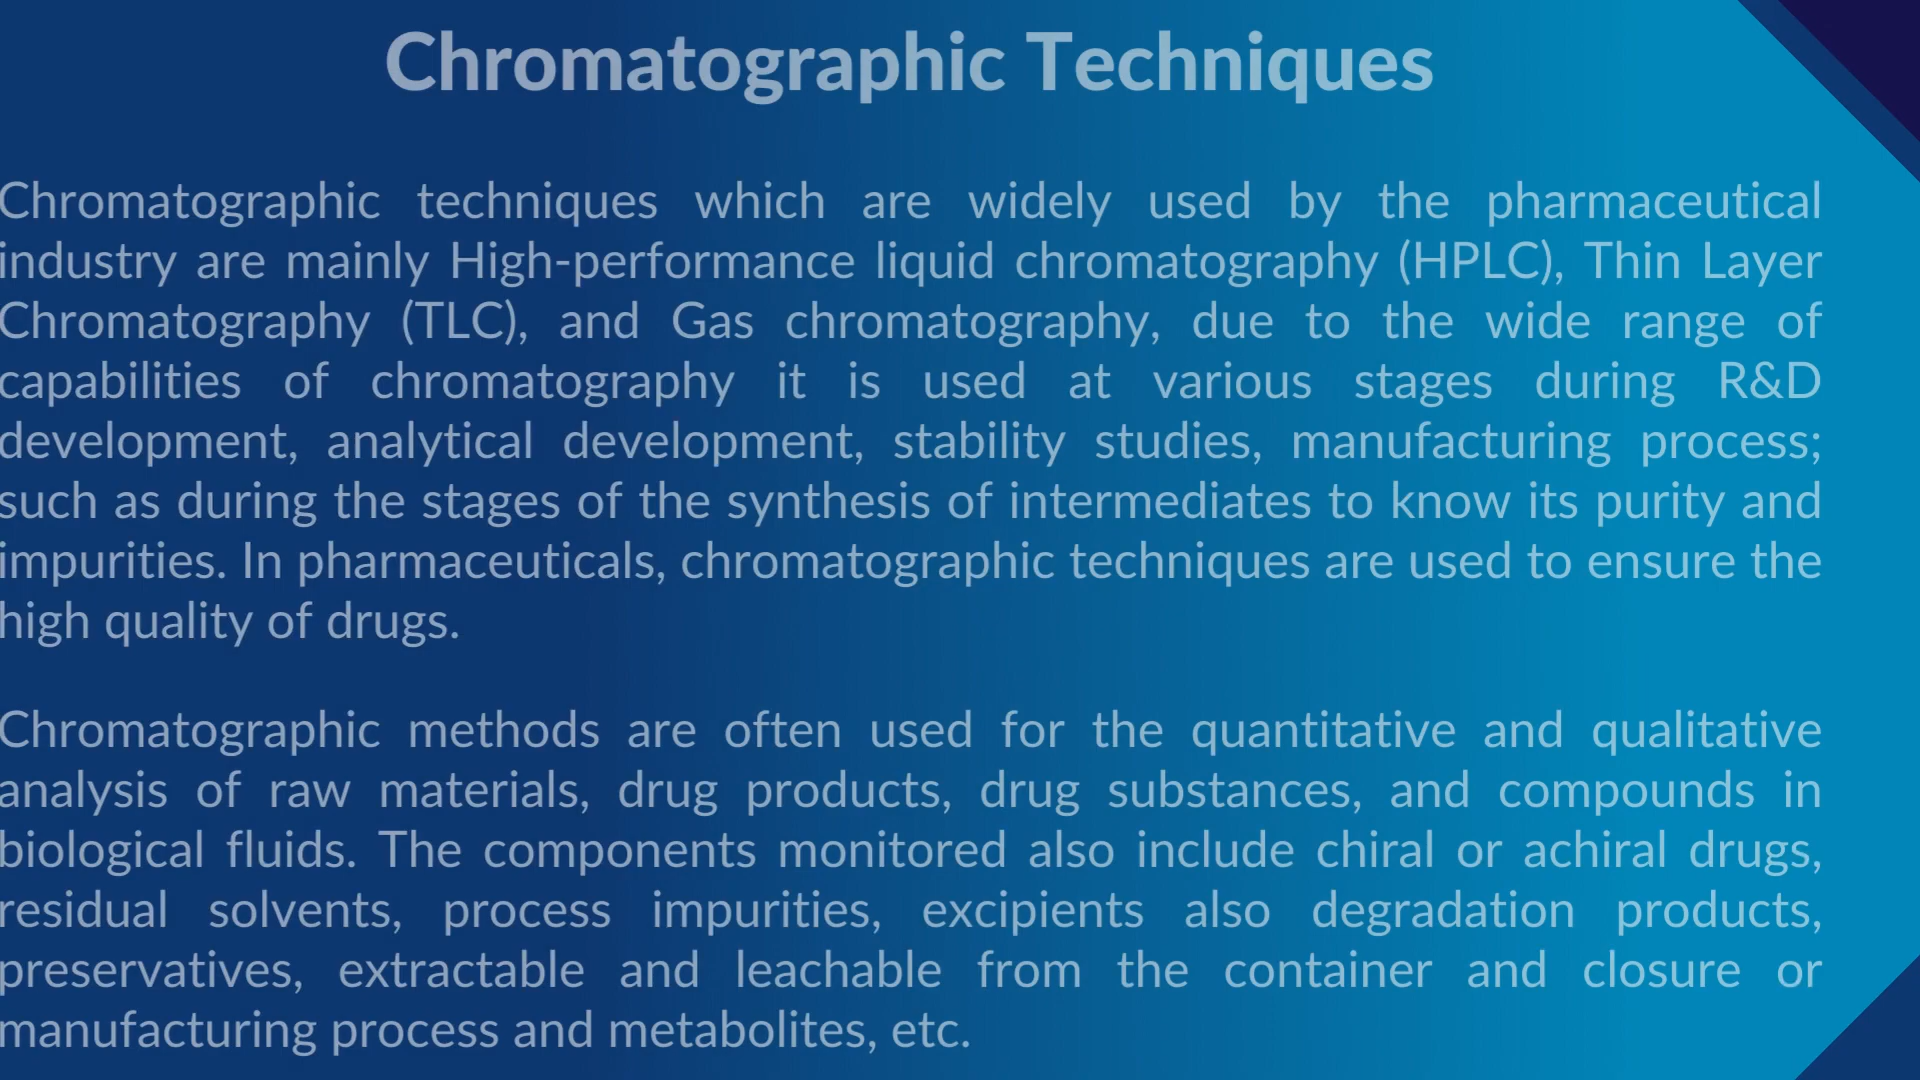 Chromatographic Techniques
Chromatographic techniques which are widely used by the pharmaceutical
industry are mainly High-performance liquid chromatography (HPLC), Thin Layer
Chromatography (TLC), and Gas chromatography, due to the wide range of
capabilities of chromatography it is used at various stages during R&D
development, analytical development, stability studies, manufacturing process;
such as during the stages of the synthesis of intermediates to know its purity and
impurities. In pharmaceuticals, chromatographic techniques are used to ensure the
high quality of drugs.
Chromatographic methods are often used for the quantitative and qualitative
analysis of raw materials, drug products, drug substances, and compounds in
biological fluids. The components monitored also include chiral or achiral drugs,
residual solvents, process impurities, excipients also degradation products,
preservatives, extractable and leachable from the container and closure or
manufacturing process and metabolites, etc.